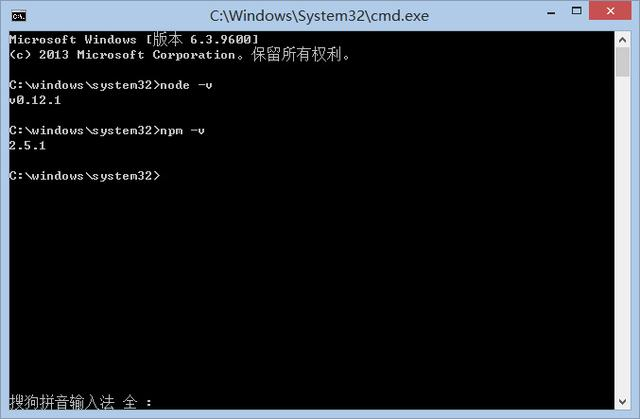 C:\Windows\System32\cmd.exe
Microsoft Windows [版本 6.3.9600]
(c) 2013 Microsoft Corporation。保留所有权利。
C:\windows\system32>node -v
v0.12.1
C:\windows\system32>npm -v
2.5.1
C:\windows\system32>
搜狗拼音输入法 全 :